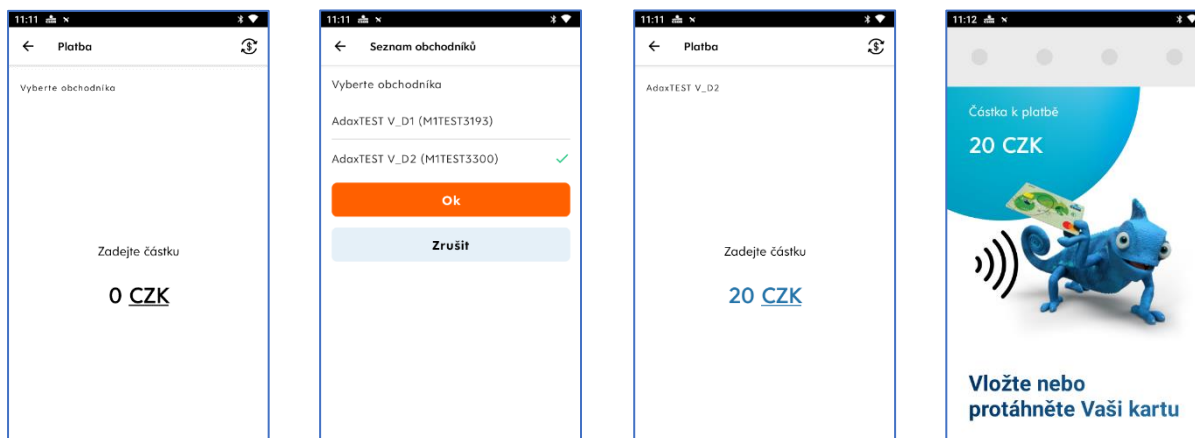 11:11
Platba
Vyberte obchodníka
Zadejte částku
0 CZK
11:11
Seznam obchodníků
Vyberte obchodníka
AdaxTEST V_D1 (M1TEST3193)
AdaxTEST V_D2 (M1TEST3300)
Ok
Zrušit
11:11
Platba
AdaxTEST V_D2
Zadejte částku
20 CZK
11:12
Částka k platbě
20 CZK
Vložte nebo
protáhněte Vaši kartu